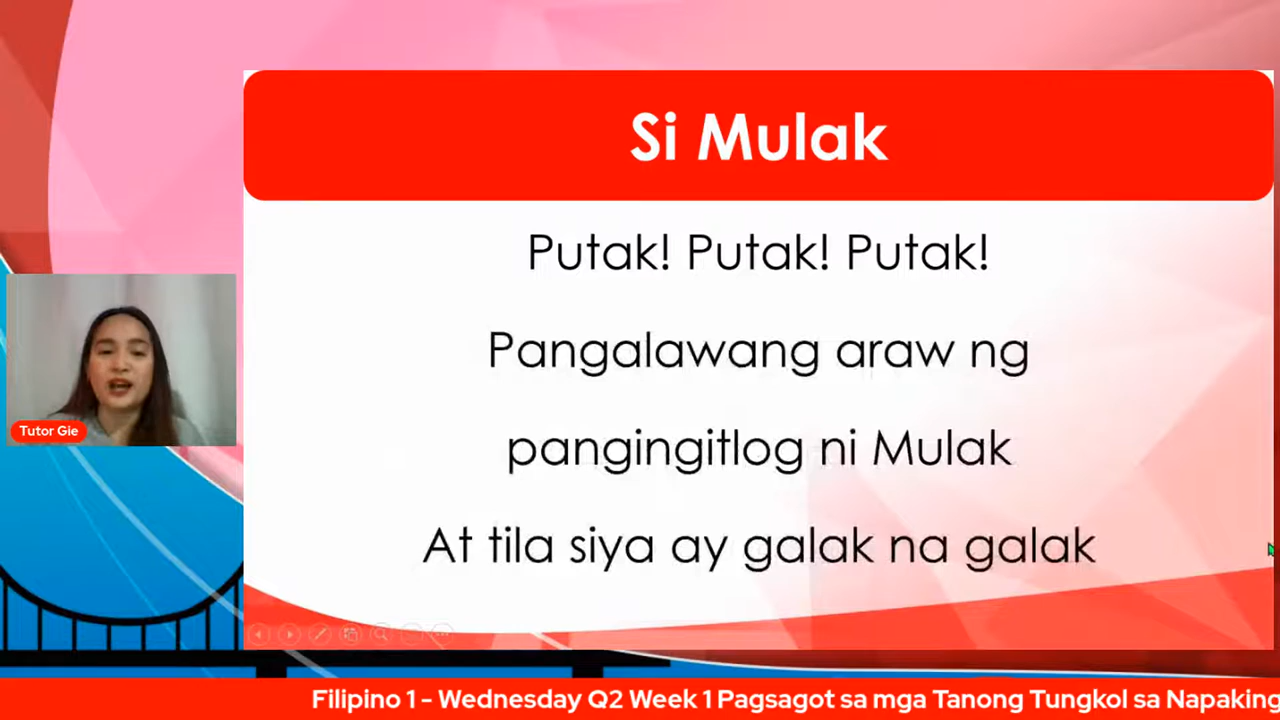 Si Mulak
Putak! Putak! Putak!
Pangalawang araw ng
pangingitlog ni Mulak
At tila siya ay galak na galak
Tutor Gie
Filipino 1 - Wednesday Q2 Week 1 Pagsagot sa mga Tanong Tungkol sa Napaking